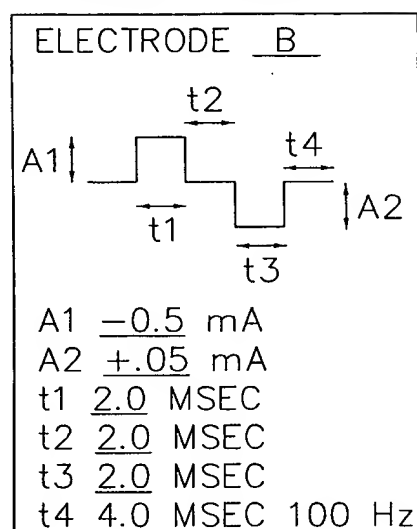 ELECTRODE B
t2
A1
t4
t1
A2
t3
A1 -0.5 mA
A2 +.05 mA
t1 2.0 MSEC
t2 2.0 MSEC
t3 2.0 MSEC
t4 4.0 MSEC 100 Hz